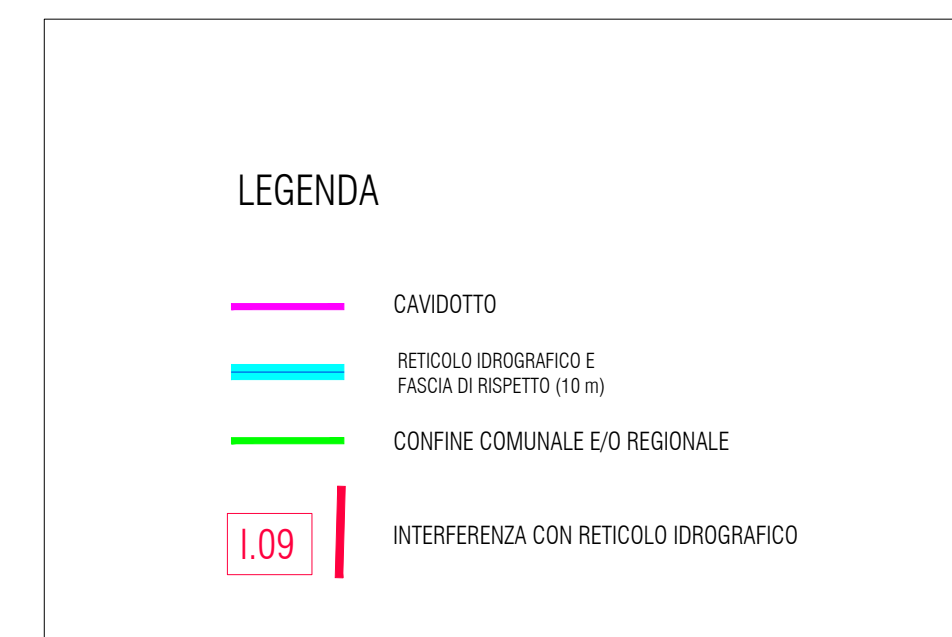 LEGENDA
CAVIDOTTO
RETICOLO IDROGRAFICO E
FASCIA DI RISPETTO (10 m)
CONFINE COMUNALE E/O REGIONALE
I.09
INTERFERENZA CON RETICOLO IDROGRAFICO